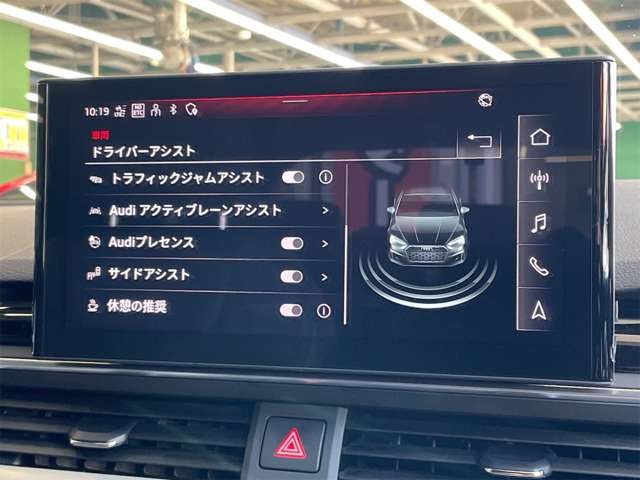 10:19 HD ETC
車両
ドライバーアシスト
トラフィックジャムアシスト
Audi アクティブレーンアシスト >
Audiプレセンス >
サイドアシスト >
休憩の推奨